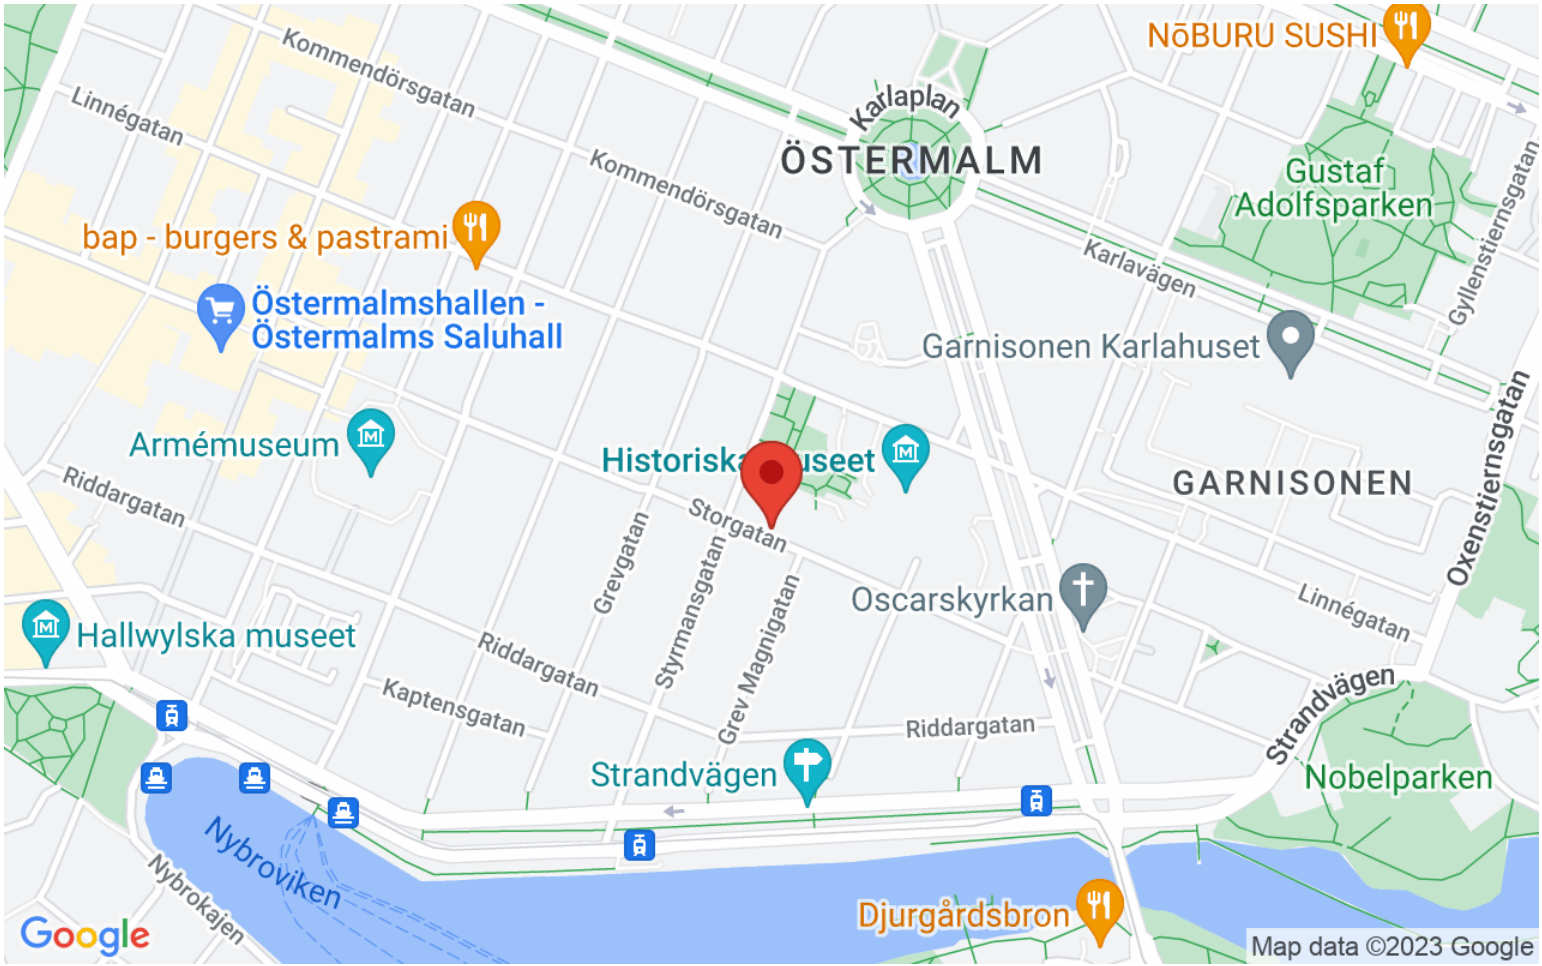 NōBURU SUSHI
Kommendörsgatan
Linnégatan
Karlaplan
ÖSTERMALM
Gustaf
Adolfsparken
Kommendörsgatan
Gyllenstiernsgatan
bap - burgers & pastrami
Karlavägen
Östermalmshallen -
Östermalms Saluhall
Garnisonen Karlahuset
Armémuseum
Historiska museet
Oxenstiernsgatan
GARNISONEN
Riddargatan
Storgatan
Grevgatan
Styrmansgatan
Grev Magnigatan
Oscarskyrkan
Linnégatan
Hallwylska museet
Riddargatan
Kaptensgatan
Strandvägen
Riddargatan
Strandvägen
Nobelparken
Nybroviken
Nybrokajen
Djurgårdsbron
Google
Map data ©2023 Google